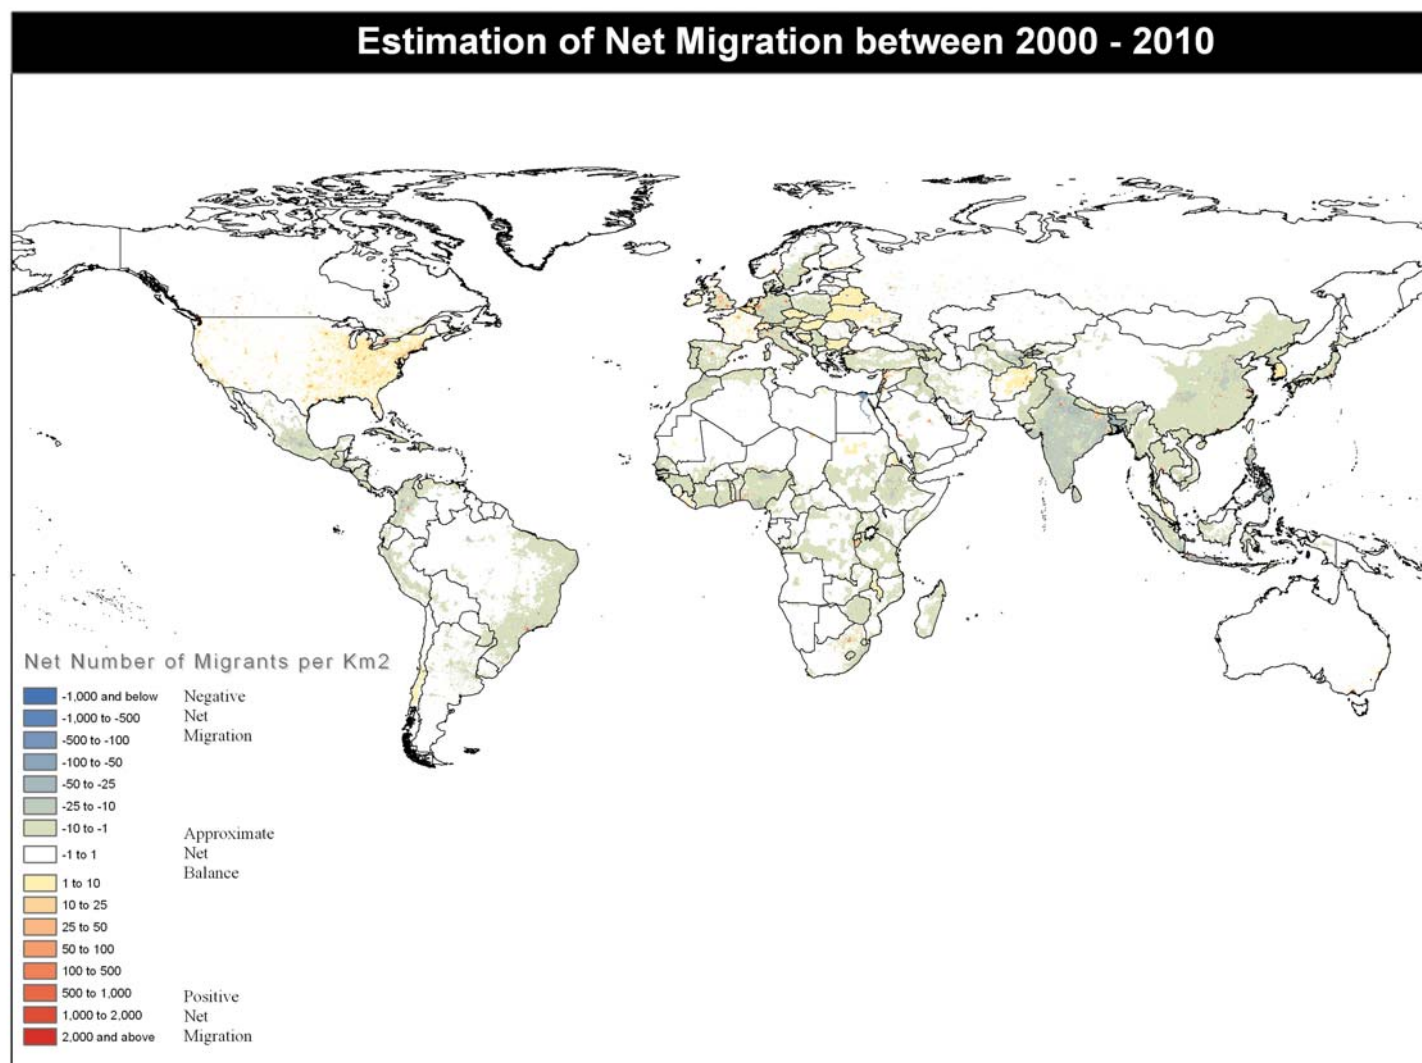 Estimation of Net Migration between 2000 - 2010
Net Number of Migrants per Km2
-1,000 and below
-1,000 to -500
-500 to -100
-100 to -50
-50 to -25
-25 to -10
-10 to -1
-1 to 1
1 to 10
10 to 25
25 to 50
50 to 100
100 to 500
500 to 1,000
1,000 to 2,000
2,000 and above
Negative
Net
Migration
Approximate
Net
Balance
Positive
Net
Migration